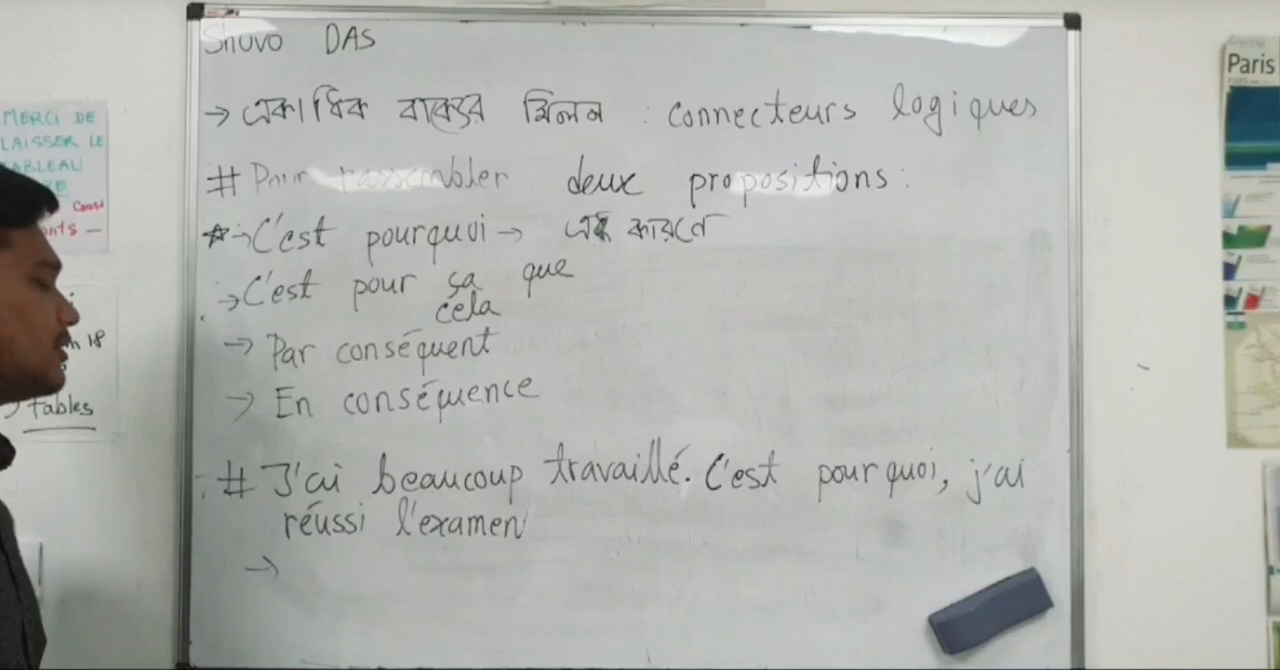 Shuvo DAS
→ একাধিক বাক্যের মিলন : connecteurs logiques
# Pour rassembler deux propositions :
* → C'est pourquoi → এই কারনে
→ C'est pour ça que
cela
→ Par conséquent
→ En conséquence
# J'ai beaucoup travaillé. C'est pourquoi, j'ai
réussi l'examen
→
MERCI DE
LAISSER LE
TABLEAU
Tables
Paris